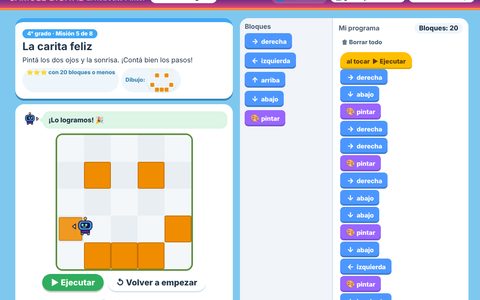 4° grado · Misión 5 de 8
La carita feliz
Pintá los dos ojos y la sonrisa. ¡Contá bien los pasos!
⭐⭐⭐ con 20 bloques o menos
Dibujo:
¡Lo logramos! 🎉
▶ Ejecutar
↻ Volver a empezar
Bloques
→ derecha
← izquierda
↑ arriba
↓ abajo
🎨 pintar
Mi programa
Bloques: 20
🗑 Borrar todo
al tocar ▶ Ejecutar
→ derecha
↓ abajo
🎨 pintar
→ derecha
→ derecha
🎨 pintar
→ derecha
↓ abajo
↓ abajo
🎨 pintar
↓ abajo
← izquierda
🎨 pintar